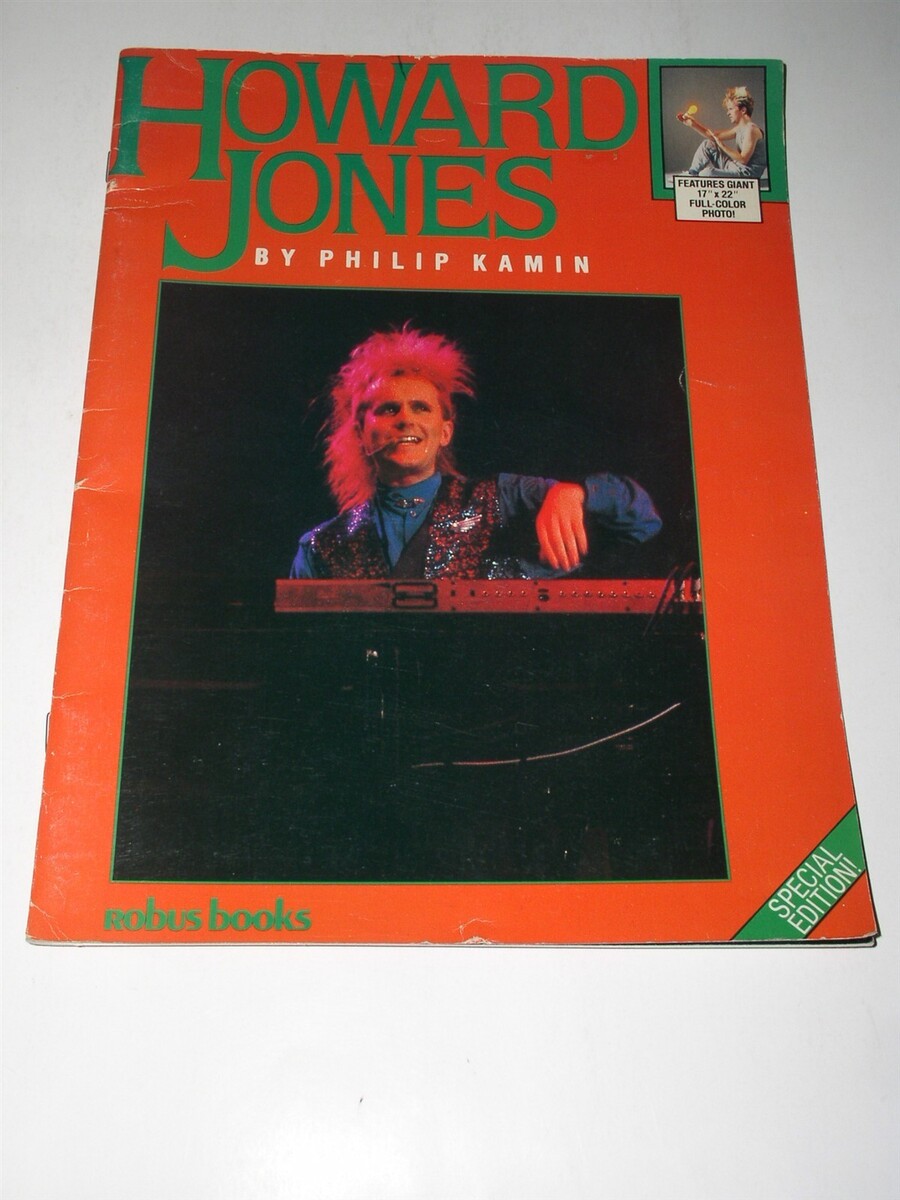 HOWARD
JONES
BY PHILIP KAMIN
FEATURES GIANT
17" x 22"
FULL-COLOR
PHOTO!
SPECIAL
EDITION!
Robus books